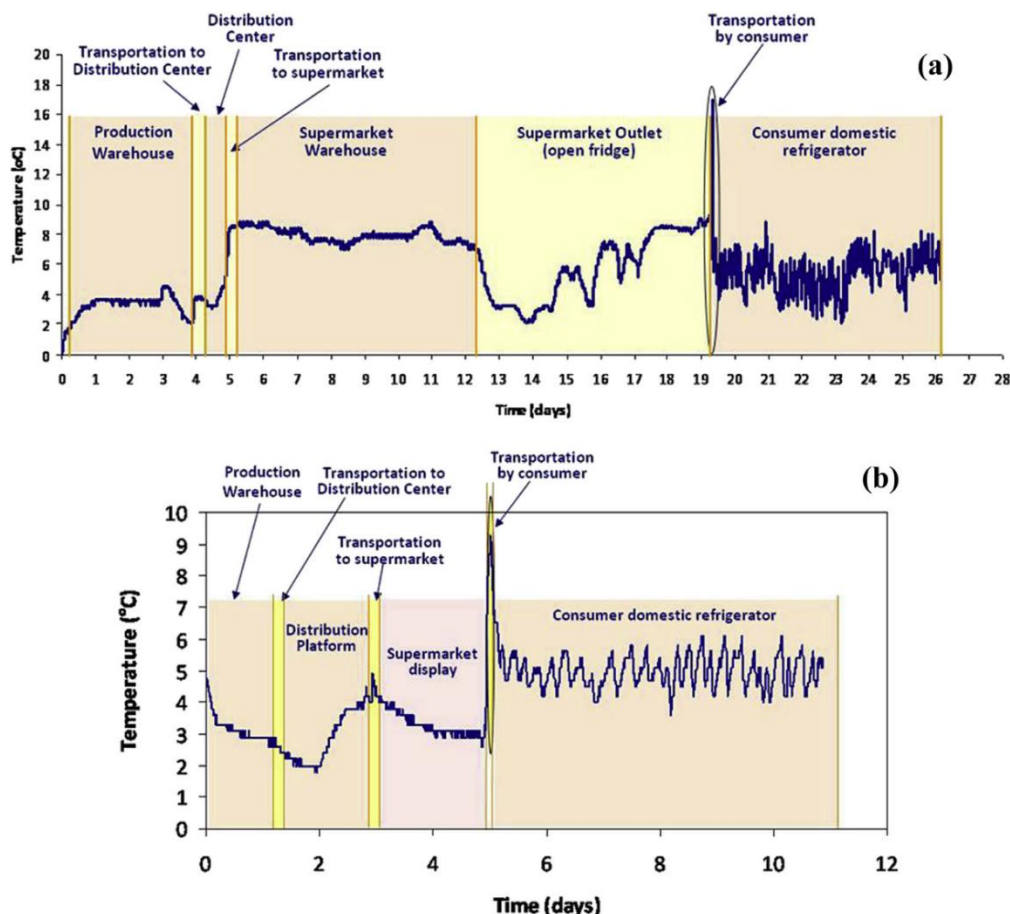 Distribution
Center
Transportation to
Distribution Center
Transportation
to supermarket
Transportation
by consumer
(a)
20
18
16
14
12
10
8
6
4
2
0
Temperature (oC)
Production
Warehouse
Supermarket
Warehouse
Supermarket Outlet
(open fridge)
Consumer domestic
refrigerator
0 1 2 3 4 5 6 7 8 9 10 11 12 13 14 15 16 17 18 19 20 21 22 23 24 25 26 27 28
Time (days)
Production
Warehouse
Transportation to
Distribution Center
Transportation
to supermarket
Transportation
by consumer
(b)
10
9
8
7
6
5
4
3
2
1
0
Temperature (°C)
Distribution
Platform
Supermarket
display
Consumer domestic refrigerator
0 2 4 6 8 10 12
Time (days)